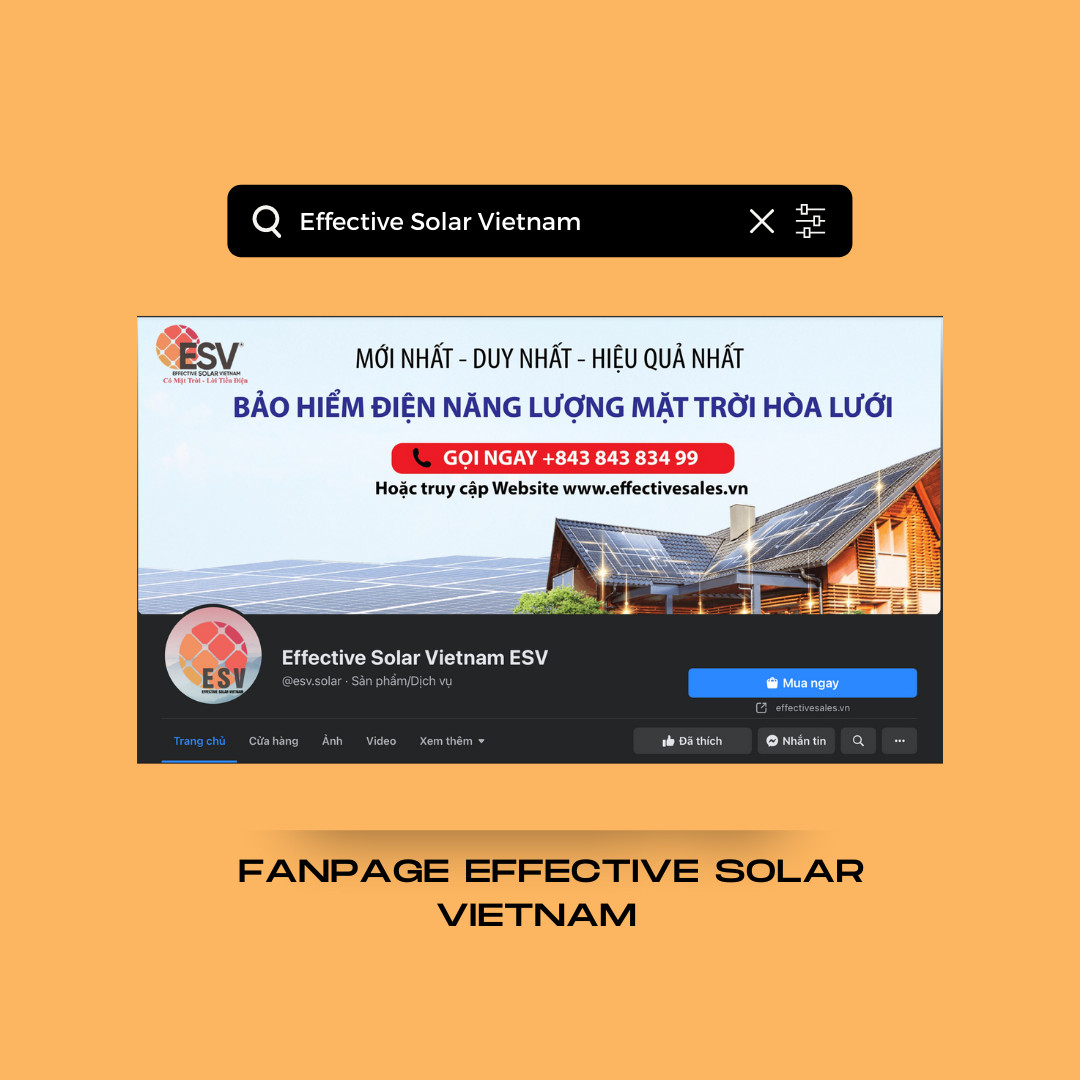 Effective Solar Vietnam
ESV
EFFECTIVE SOLAR VIETNAM
Có Mặt Trời - Lời Tiền Điện
MỚI NHẤT - DUY NHẤT - HIỆU QUẢ NHẤT
BẢO HIỂM ĐIỆN NĂNG LƯỢNG MẶT TRỜI HÒA LƯỚI
GỌI NGAY +843 843 834 99
Hoặc truy cập Website www.effectivesales.vn
ESV
EFFECTIVE SOLAR VIETNAM
Effective Solar Vietnam ESV
@esv.solar · Sản phẩm/Dịch vụ
Mua ngay
effectivesales.vn
Trang chủ Cửa hàng Ảnh Video Xem thêm Đã thích Nhắn tin
FANPAGE EFFECTIVE SOLAR
VIETNAM